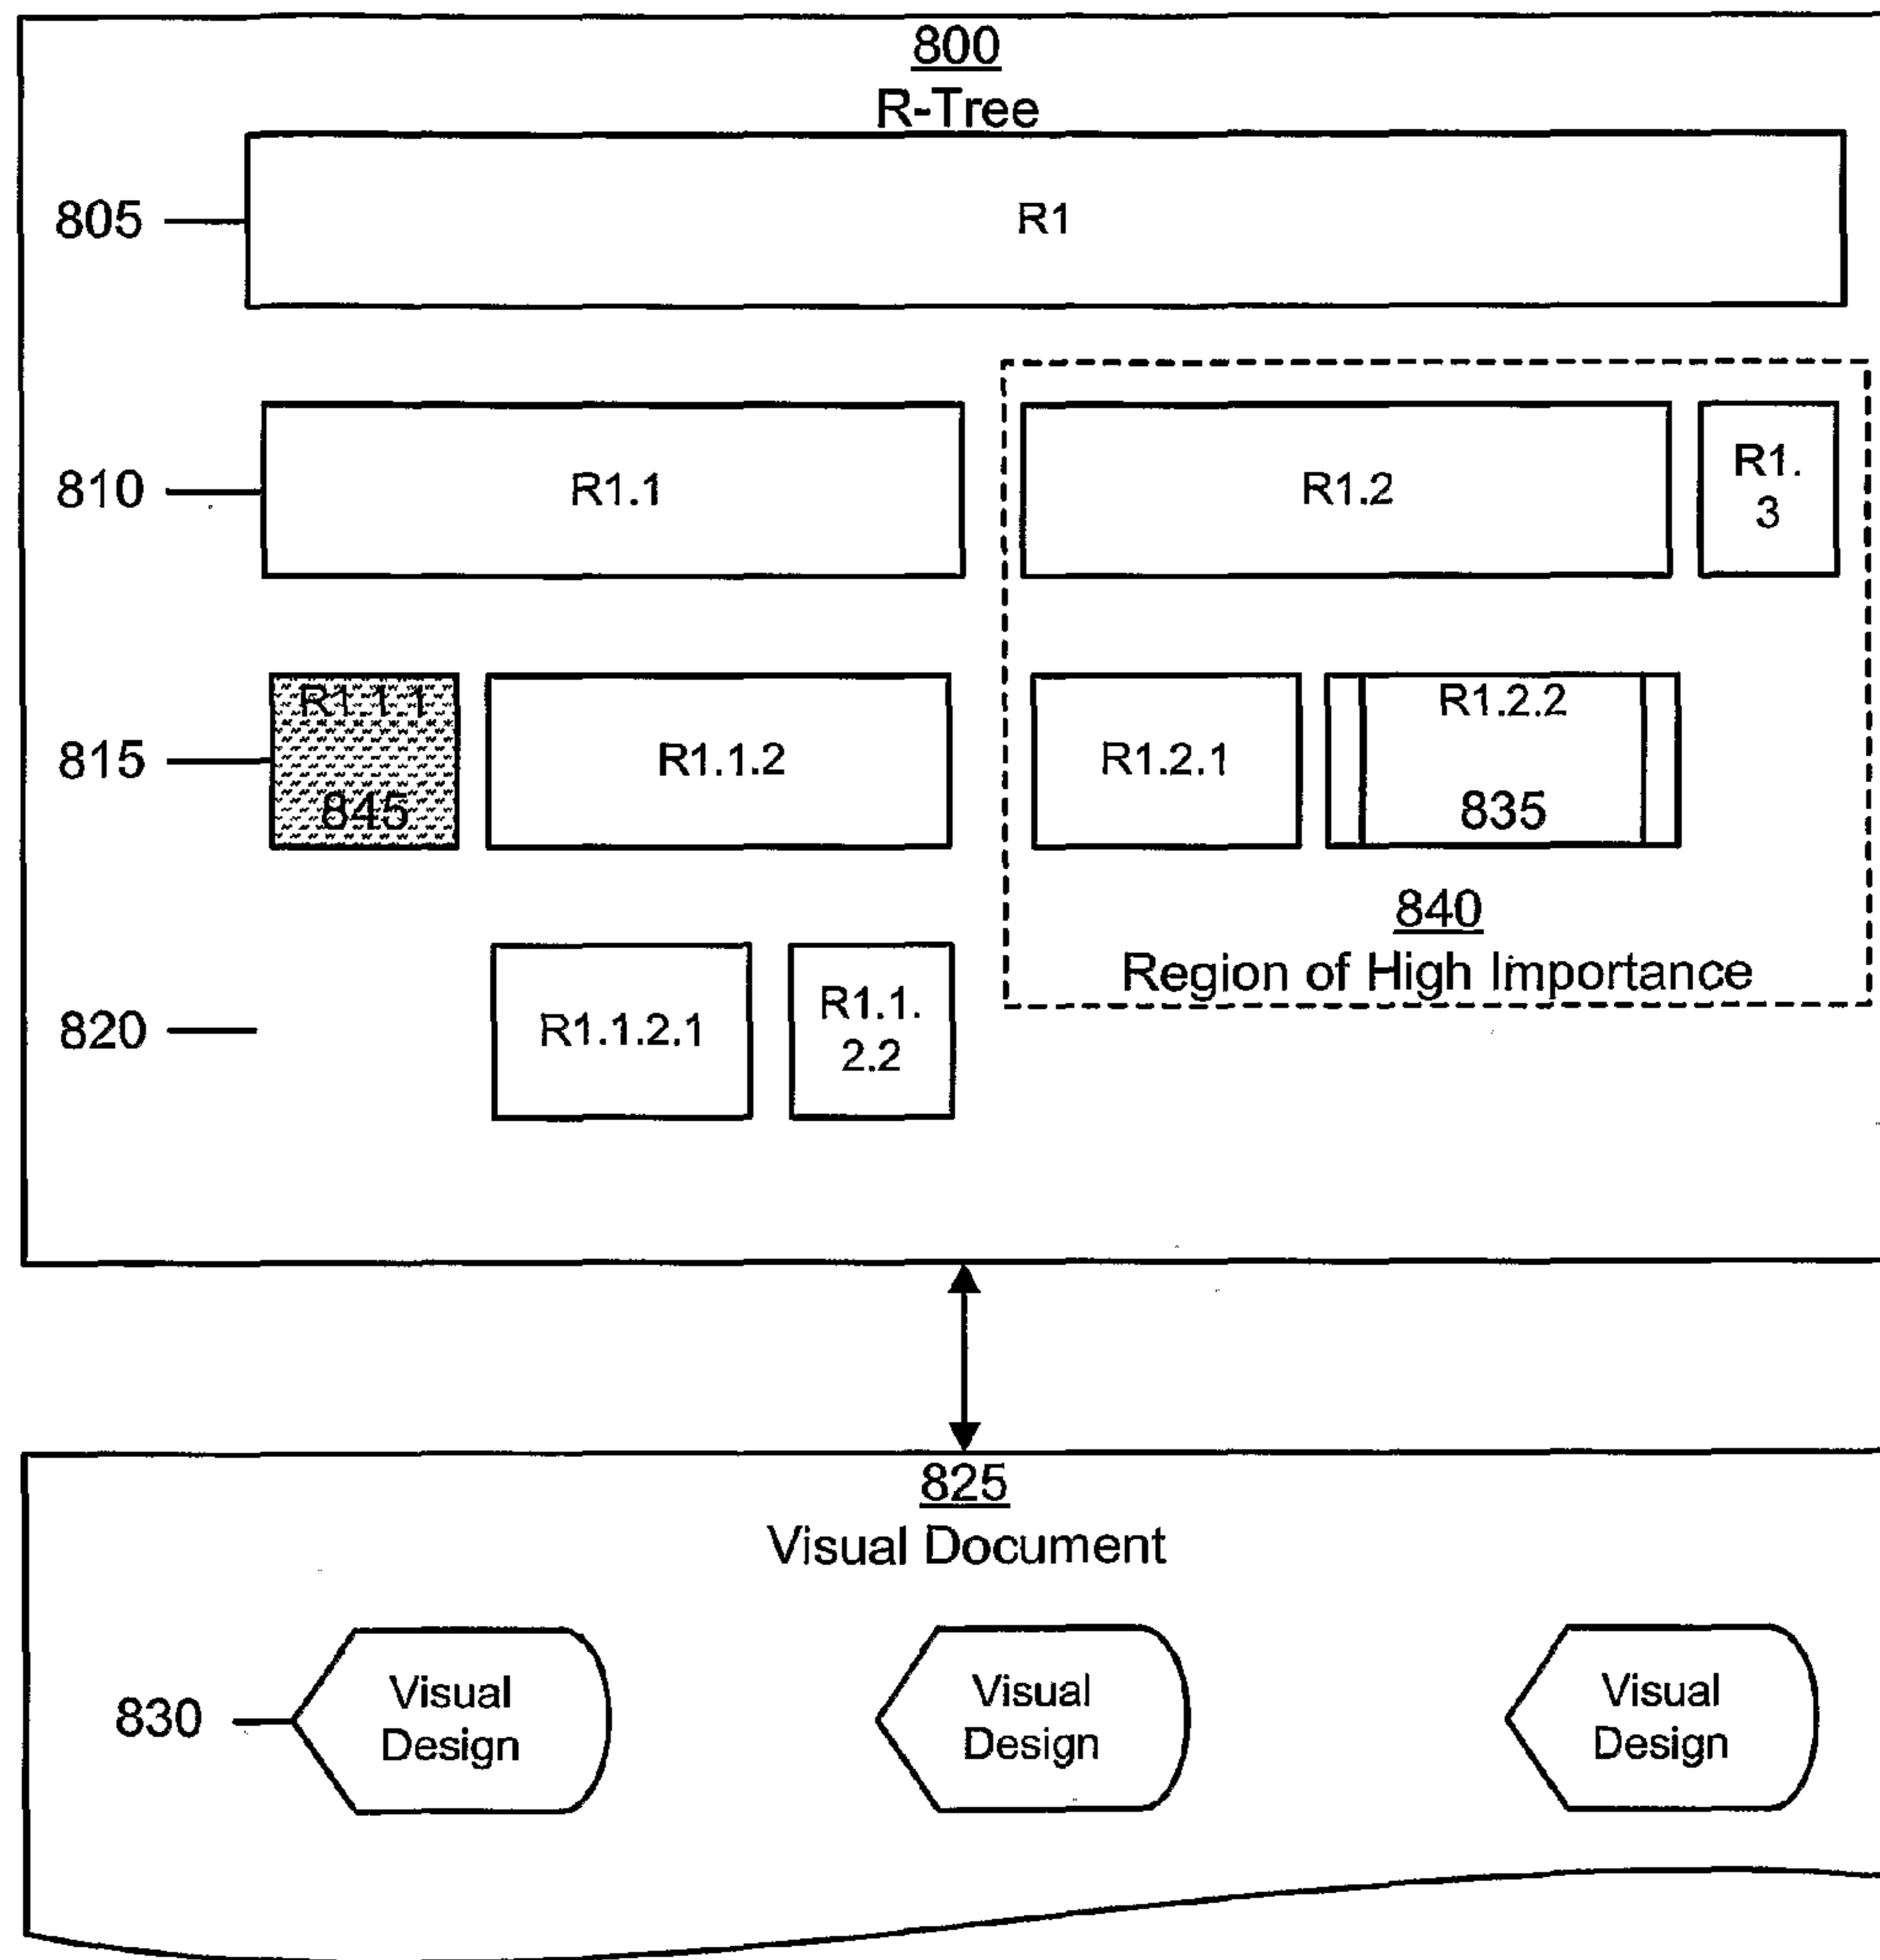 800
R-Tree
805
R1
810
R1.1
R1.2
R1.
3
815
R1.1.1
845
R1.1.2
R1.2.1
R1.2.2
835
840
Region of High Importance
820
R1.1.2.1
R1.1.
2.2
825
Visual Document
830
Visual
Design
Visual
Design
Visual
Design